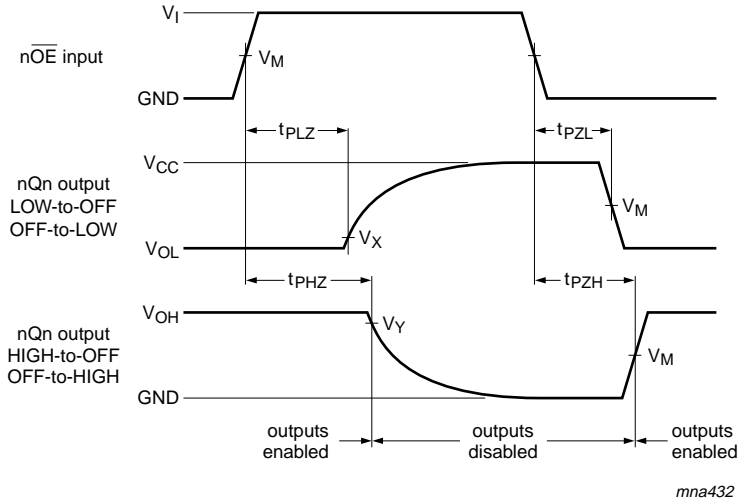 V_I
nO̅E̅ input
V_M
GND
t_PLZ
t_PZL
V_CC
nQn output
LOW-to-OFF
OFF-to-LOW
V_M
V_X
V_OL
t_PHZ
t_PZH
V_OH
V_Y
nQn output
HIGH-to-OFF
OFF-to-HIGH
V_M
GND
outputs
enabled
outputs
disabled
outputs
enabled
mna432